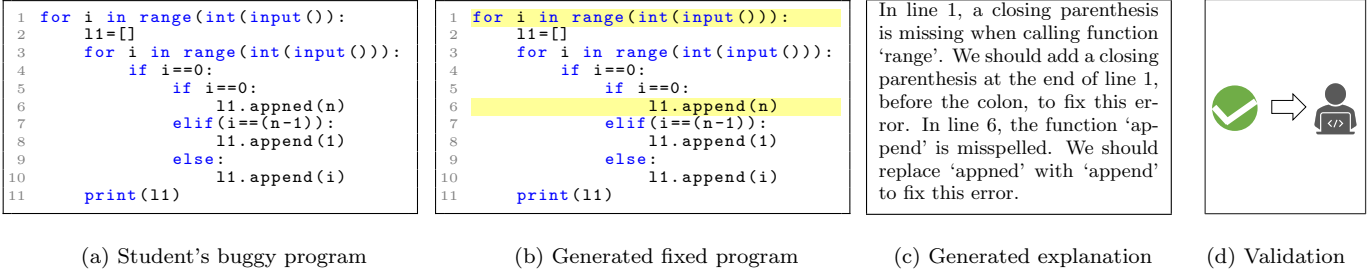 1 for i in range(int(input()):
2     l1=[]
3     for i in range(int(input())):
4         if i==0:
5             if i==0:
6                 l1.appned(n)
7             elif(i==(n-1)):
8                 l1.append(1)
9             else:
10                 l1.append(i)
11     print(l1)
(a) Student's buggy program
1 for i in range(int(input())):
2     l1=[]
3     for i in range(int(input())):
4         if i==0:
5             if i==0:
6                 l1.append(n)
7             elif(i==(n-1)):
8                 l1.append(1)
9             else:
10                 l1.append(i)
11     print(l1)
(b) Generated fixed program
In line 1, a closing parenthesis
is missing when calling function
‘range’. We should add a closing
parenthesis at the end of line 1,
before the colon, to fix this er-
ror. In line 6, the function ‘ap-
pend’ is misspelled. We should
replace ‘appned’ with ‘append’
to fix this error.
(c) Generated explanation
</>
(d) Validation